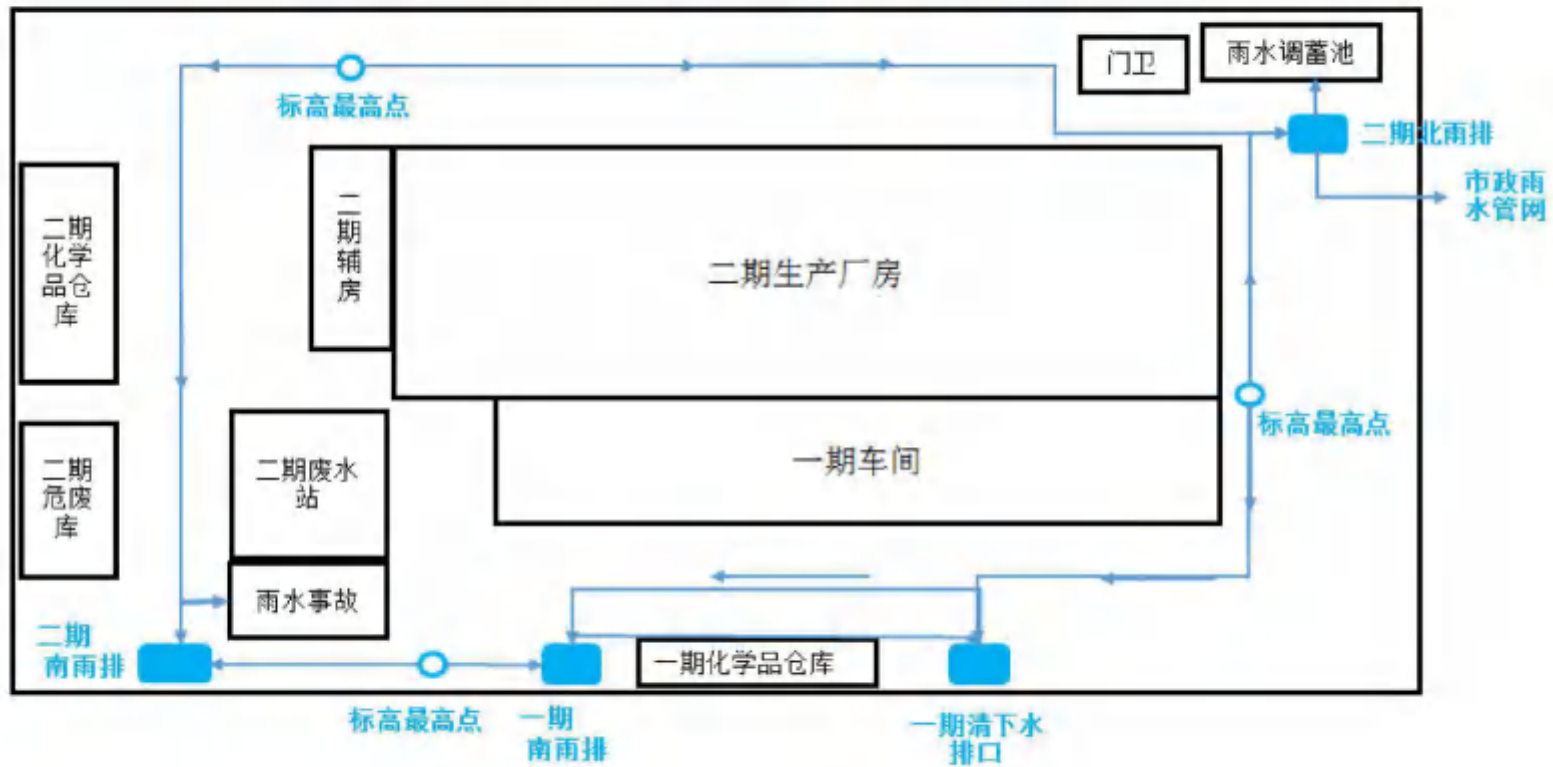 门卫
雨水调蓄池
标高最高点
二期北雨排
市政雨
水管网
二期
化学
品仓
库
二
期
辅
房
二期生产厂房
标高最高点
一期车间
二期
危废
库
二期废水
站
雨水事故
二期
南雨排
一期化学品仓库
标高最高点
一期
南雨排
一期清下水
排口